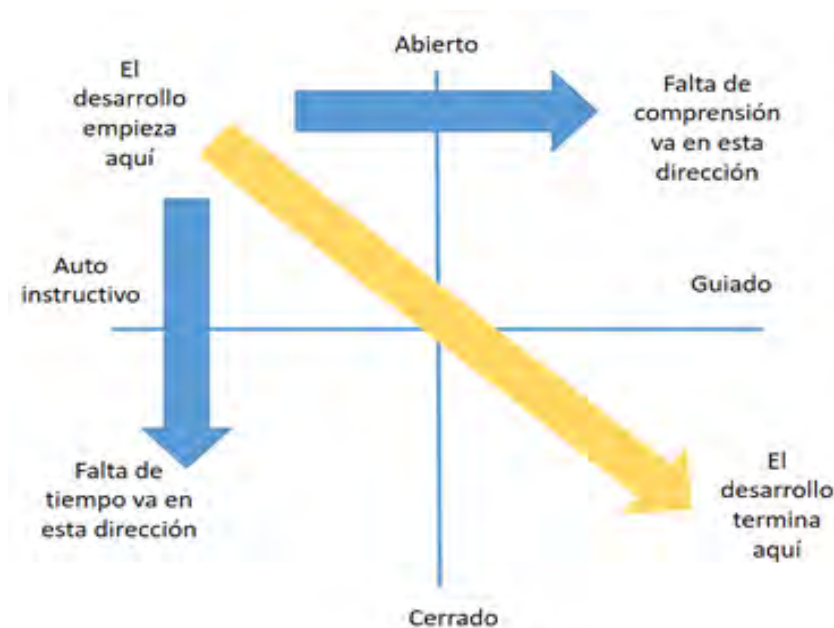 Abierto
El
desarrollo
empieza
aquí
Falta de
comprensión
va en esta
dirección
Auto
instructivo
Guiado
Falta de
tiempo va en
esta dirección
El
desarrollo
termina
aquí
Cerrado